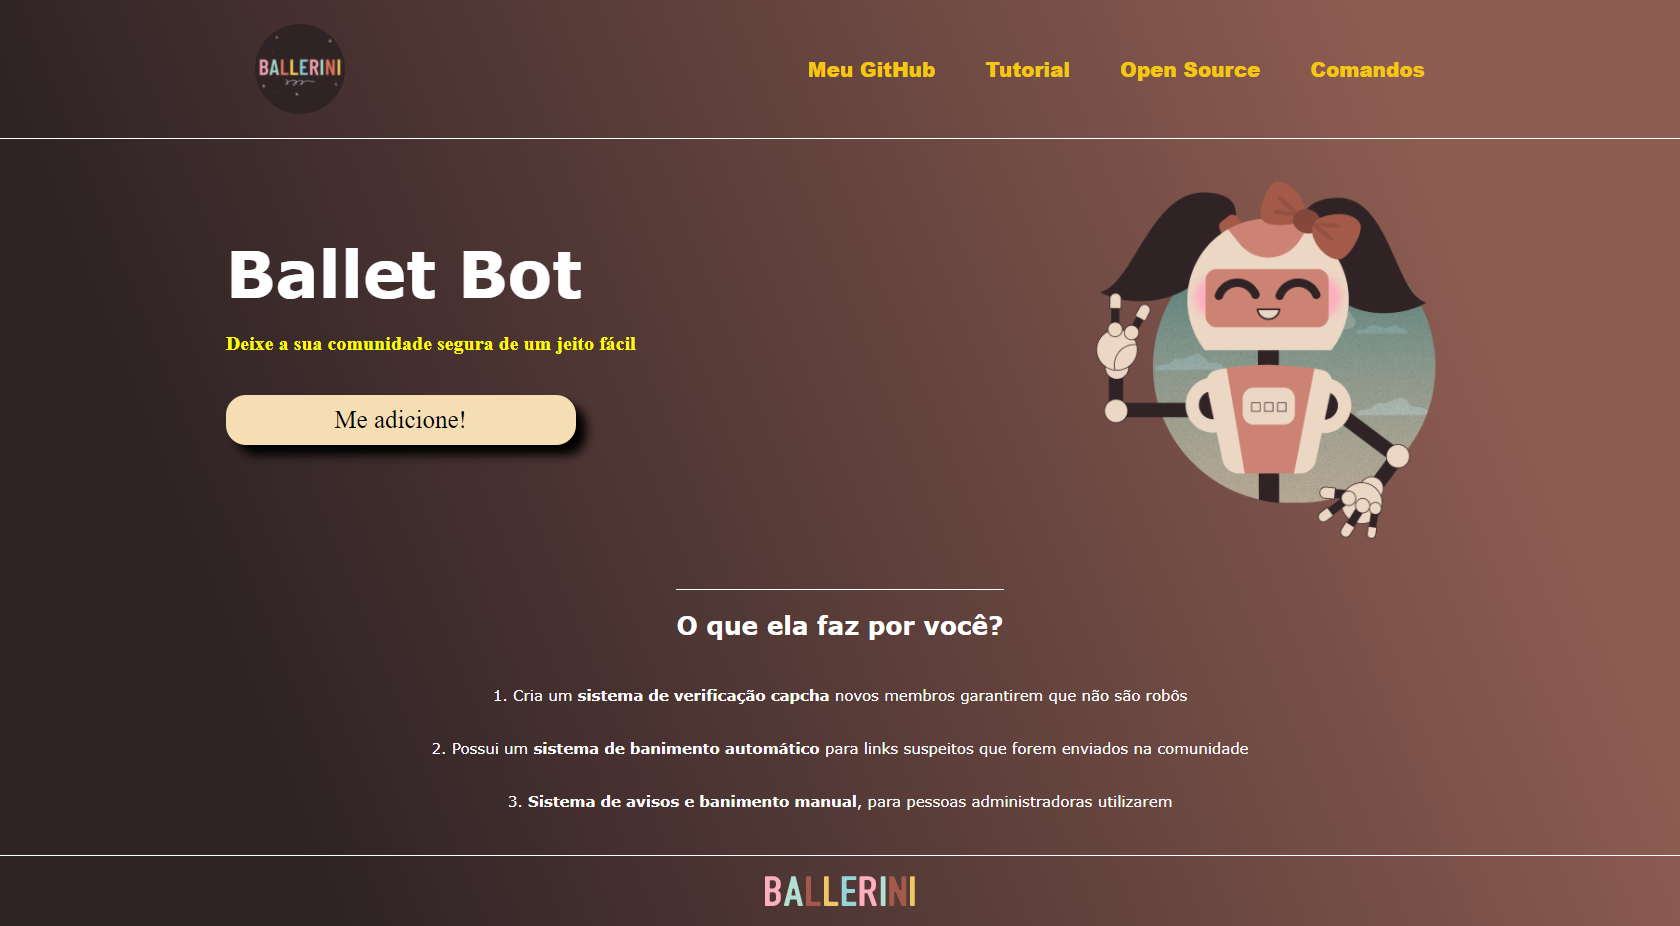 BALLERINI
Meu GitHub Tutorial Open Source Comandos
Ballet Bot
Deixe a sua comunidade segura de um jeito fácil
Me adicione!
O que ela faz por você?
1. Cria um sistema de verificação capcha novos membros garantirem que não são robôs
2. Possui um sistema de banimento automático para links suspeitos que forem enviados na comunidade
3. Sistema de avisos e banimento manual, para pessoas administradoras utilizarem
BALLERINI